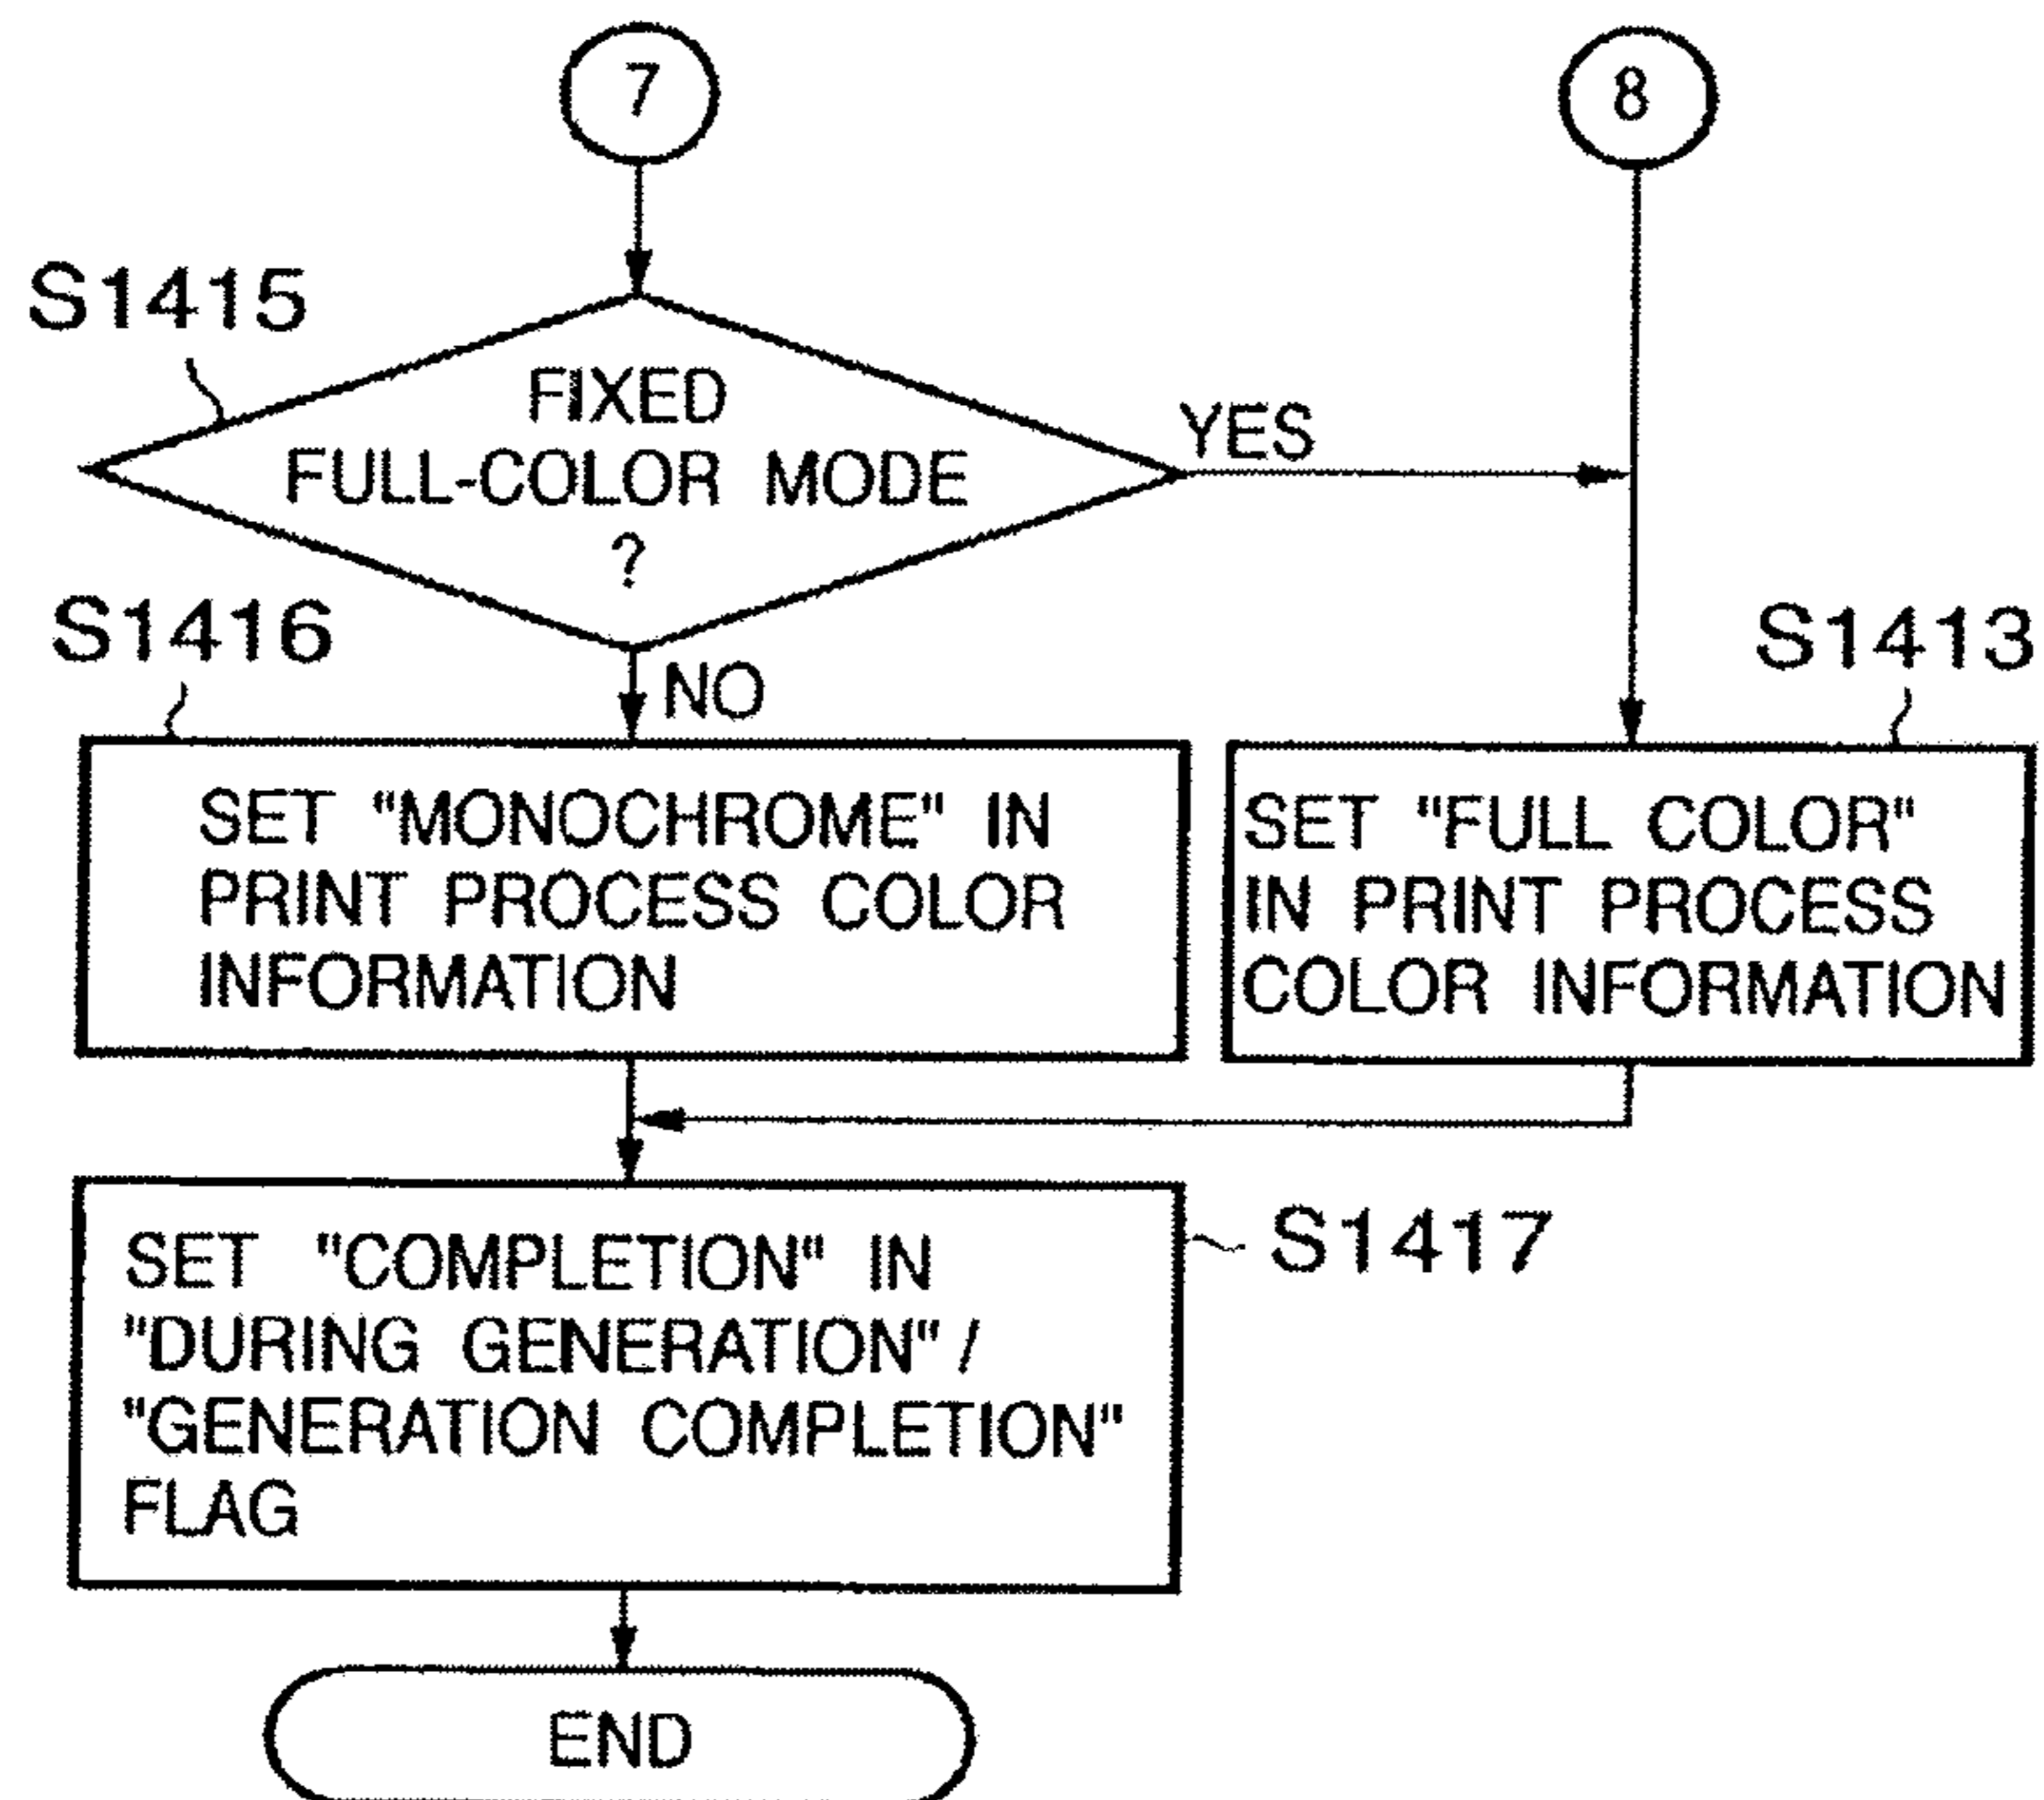 7
8
S1415
FIXED
FULL-COLOR MODE
?
YES
S1416
NO
S1413
SET "MONOCHROME" IN
PRINT PROCESS COLOR
INFORMATION
SET "FULL COLOR"
IN PRINT PROCESS
COLOR INFORMATION
SET "COMPLETION" IN
"DURING GENERATION" /
"GENERATION COMPLETION"
FLAG
S1417
END